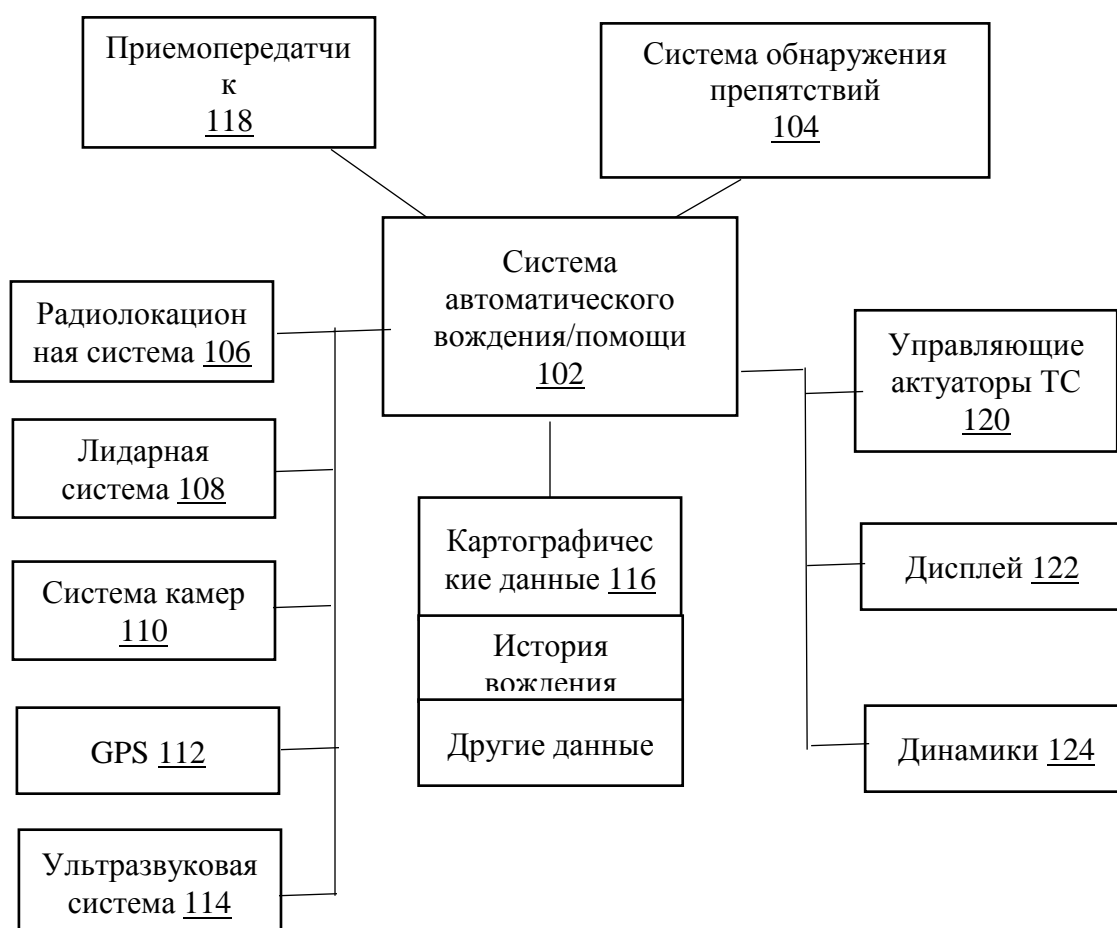 Приемопередатчи
к
118
Система обнаружения
препятствий
104
Система
автоматического
вождения/помощи
102
Радиолокацион
ная система 106
Лидарная
система 108
Система камер
110
GPS 112
Ультразвуковая
система 114
Картографичес
кие данные 116
История
вождения
Другие данные
Управляющие
актуаторы ТС
120
Дисплей 122
Динамики 124